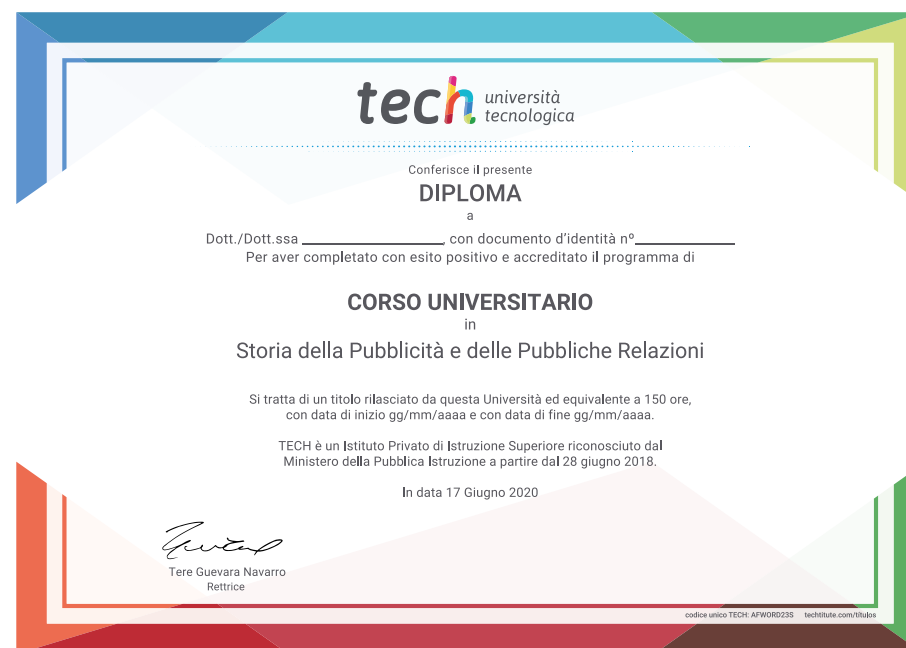 tech università
tecnologica
Conferisce il presente
DIPLOMA
a
Dott./Dott.ssa ____________________, con documento d'identità nº______________
Per aver completato con esito positivo e accreditato il programma di
CORSO UNIVERSITARIO
in
Storia della Pubblicità e delle Pubbliche Relazioni
Si tratta di un titolo rilasciato da questa Università ed equivalente a 150 ore,
con data di inizio gg/mm/aaaa e con data di fine gg/mm/aaaa.
TECH è un Istituto Privato di Istruzione Superiore riconosciuto dal
Ministero della Pubblica Istruzione a partire dal 28 giugno 2018.
In data 17 Giugno 2020
Tere Guevara Navarro
Rettrice
codice unico TECH: AFWORD23S techtitute.com/títulos